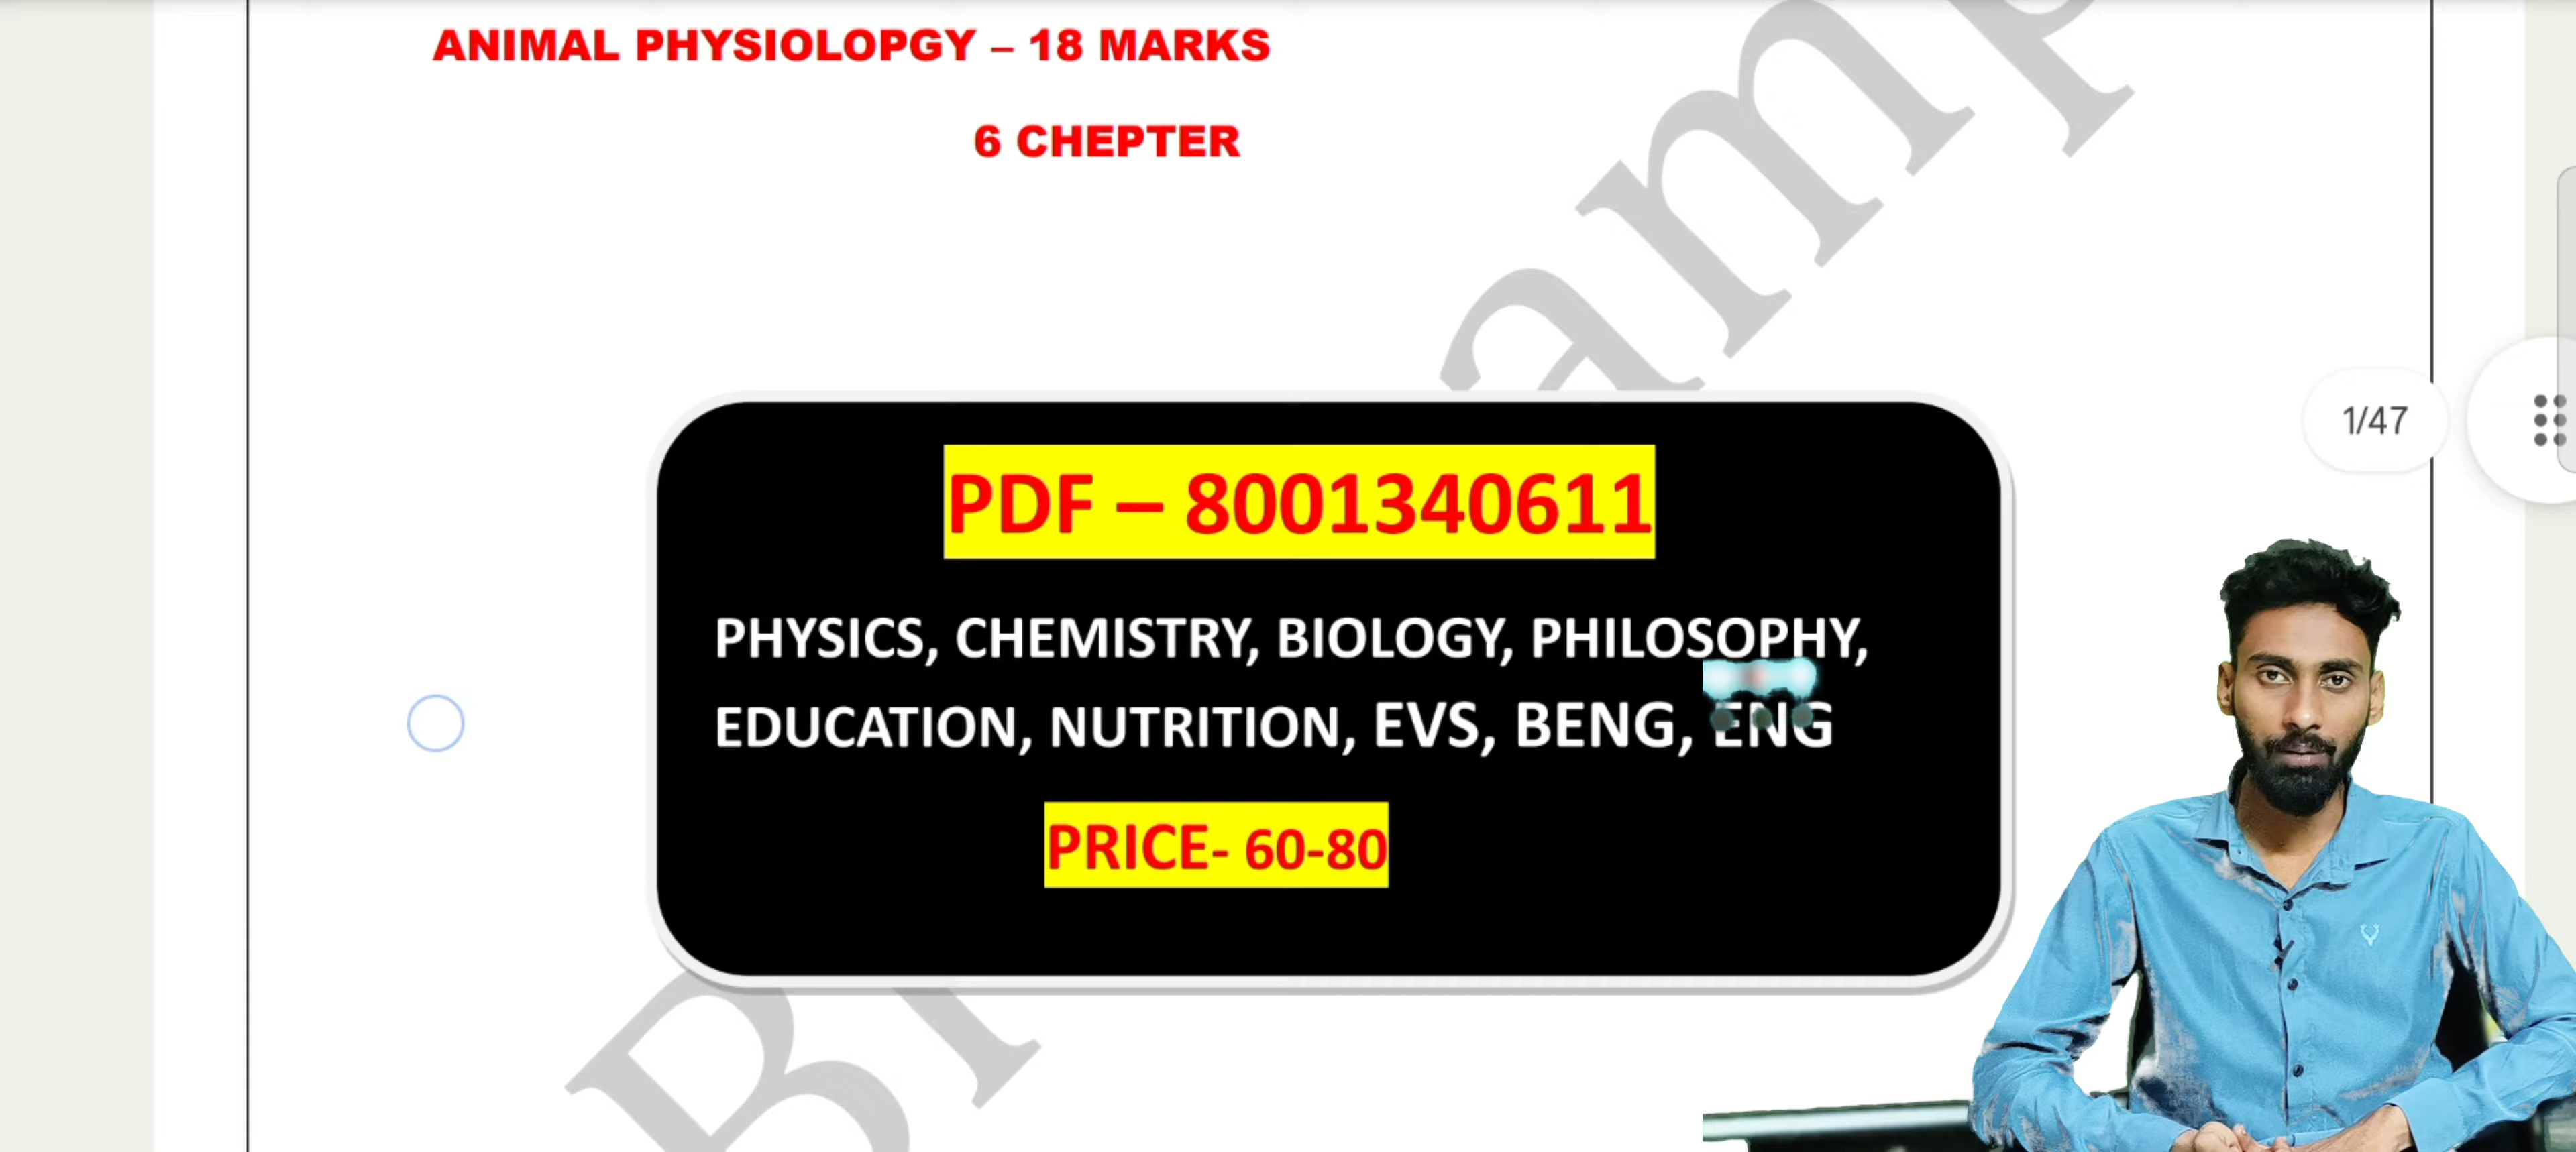 ANIMAL PHYSIOLOPGY – 18 MARKS
6 CHEPTER
PDF – 8001340611
PHYSICS, CHEMISTRY, BIOLOGY, PHILOSOPHY,
EDUCATION, NUTRITION, EVS, BENG, ENG
PRICE- 60-80
1/47